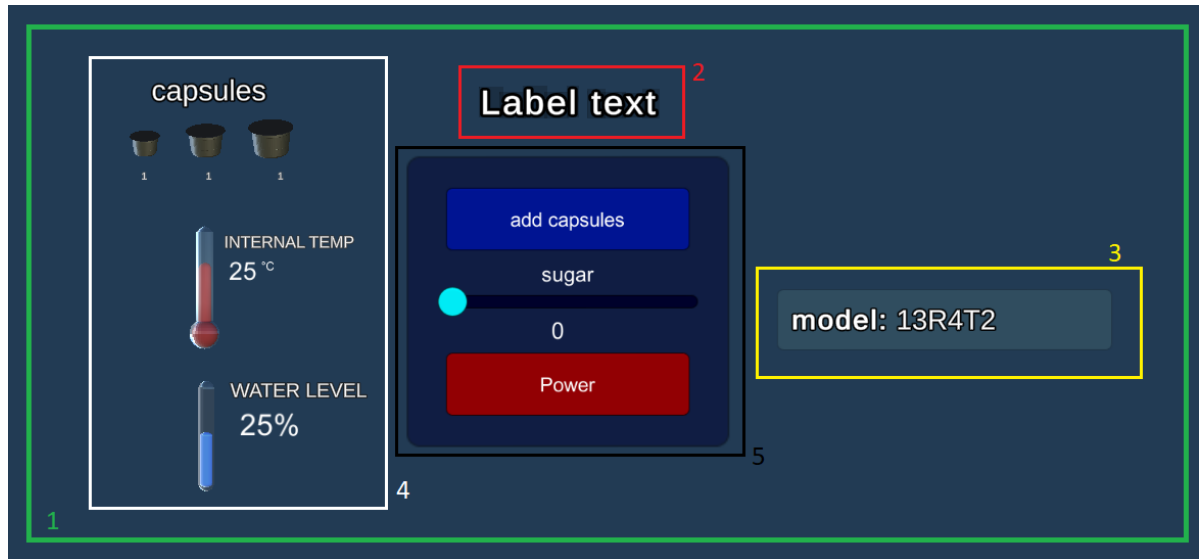 capsules
1 1 1
INTERNAL TEMP
25 °C
WATER LEVEL
25%
4
1
Label text
2
add capsules
sugar
0
Power
5
3
model: 13R4T2